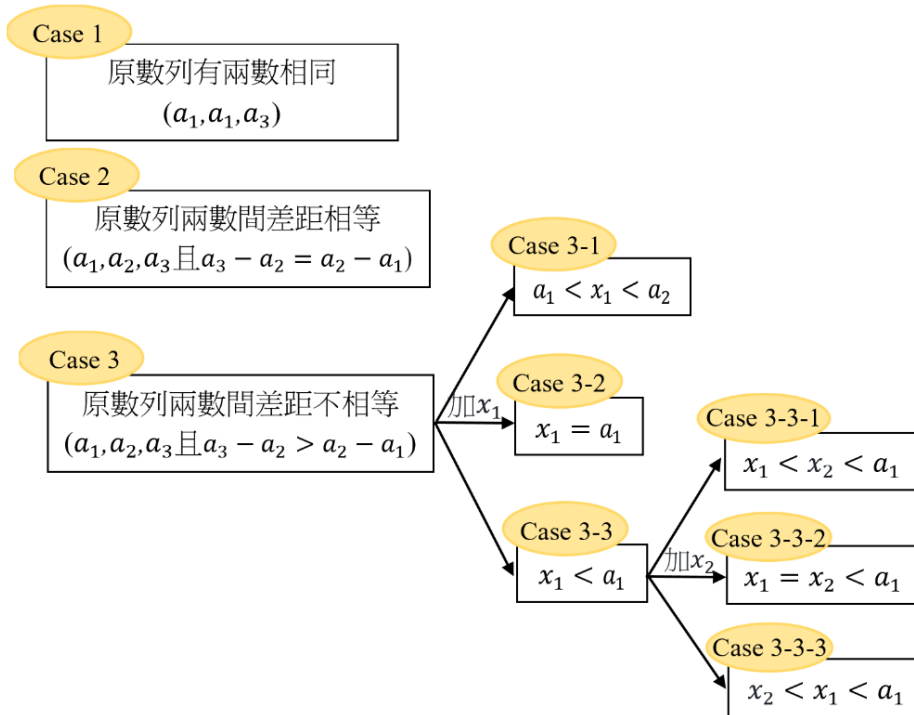 Case 1
原數列有兩數相同
(a₁,a₁,a₃)
Case 2
原數列兩數間差距相等
(a₁,a₂,a₃且a₃ − a₂ = a₂ − a₁)
Case 3
原數列兩數間差距不相等
(a₁,a₂,a₃且a₃ − a₂ > a₂ − a₁)
加x₁
Case 3-1
a₁ < x₁ < a₂
Case 3-2
x₁ = a₁
Case 3-3
x₁ < a₁
加x₂
Case 3-3-1
x₁ < x₂ < a₁
Case 3-3-2
x₁ = x₂ < a₁
Case 3-3-3
x₂ < x₁ < a₁